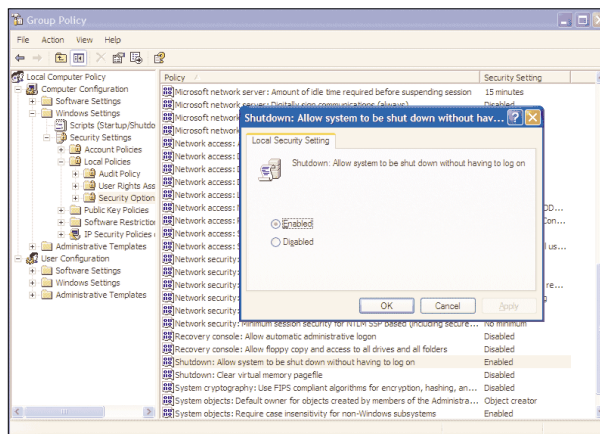 Group Policy
File Action View Help
Local Computer Policy
Computer Configuration
Software Settings
Windows Settings
Scripts (Startup/Shutdo
Security Settings
Account Policies
Local Policies
Audit Policy
User Rights Ass
Security Option
Public Key Policies
Software Restrictio
IP Security Policies
Administrative Templates
User Configuration
Software Settings
Windows Settings
Administrative Templates
Policy Security Setting
Microsoft network server: Amount of idle time required before suspending session 15 minutes
Microsoft network server: Digitally sign communications (always) Disabled
Microsoft network
Microsoft network
Network access:
Network access:
Network access:
Network access:
Network access:
Network access: DD...
Network access: Con...
Network access:
Network access: l us...
Network security:
Network security:
Network security: re...
Network security:
Network security:
Network security: Minimum session security for NTLM SSP based (including secure... No minimum
Recovery console: Allow automatic administrative logon Disabled
Recovery console: Allow floppy copy and access to all drives and all folders Disabled
Shutdown: Allow system to be shut down without having to log on Enabled
Shutdown: Clear virtual memory pagefile Disabled
System cryptography: Use FIPS compliant algorithms for encryption, hashing, an... Disabled
System objects: Default owner for objects created by members of the Administra... Object creator
System objects: Require case insensitivity for non-Windows subsystems Enabled
Shutdown: Allow system to be shut down without hav...
Local Security Setting
Shutdown: Allow system to be shut down without having to log on
Enabled
Disabled
OK Cancel Apply